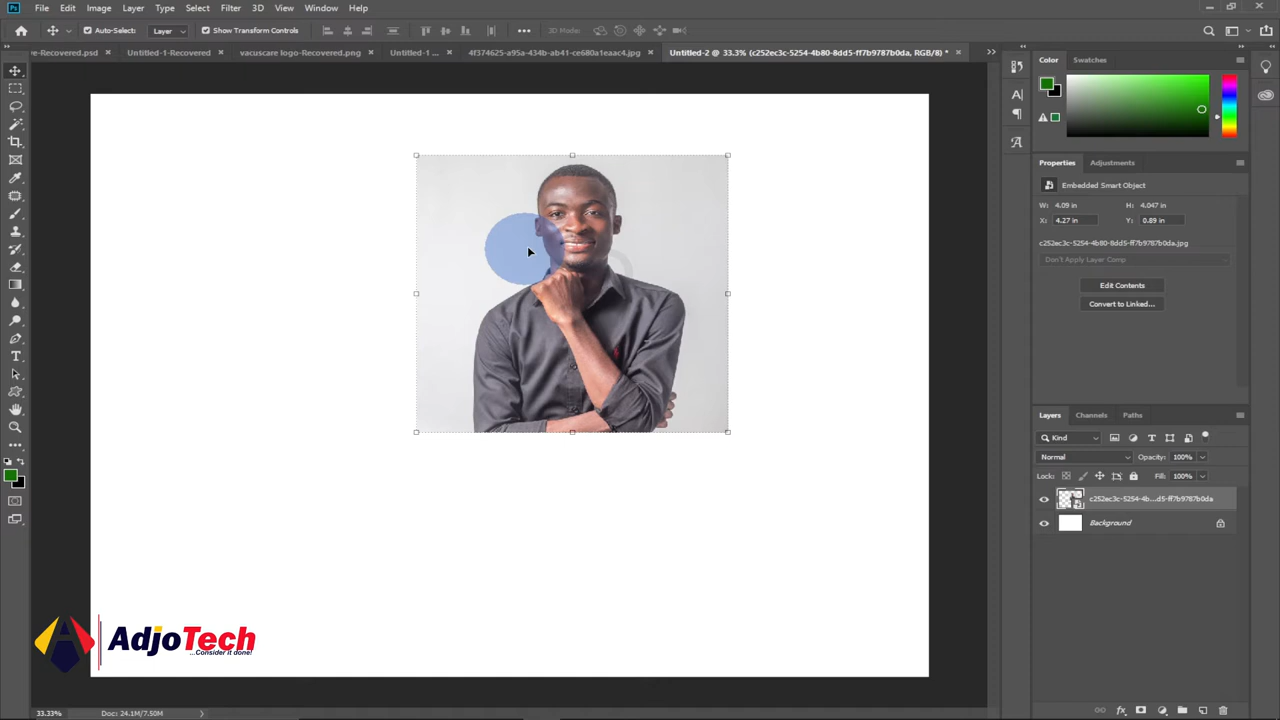 Ps File Edit Image Layer Type Select Filter 3D View Window Help
Auto-Select: Layer Show Transform Controls 3D Mode:
ve-Recovered.psd Untitled-1-Recovered vacuscare logo-Recovered.png Untitled-1 ... 4f374625-a95a-434b-ab41-ce680a1eaac4.jpg Untitled-2 @ 33.3% (c252ec3c-5254-4b80-8dd5-ff7b9787b0da, RGB/8) *
Color Swatches
Properties Adjustments
Embedded Smart Object
W: 4.09 in H: 4.047 in
X: 4.27 in Y: 0.89 in
c252ec3c-5254-4b80-8dd5-ff7b9787b0da.jpg
Don't Apply Layer Comp
Edit Contents
Convert to Linked...
Layers Channels Paths
Kind
Normal Opacity: 100%
Lock: Fill: 100%
c252ec3c-5254-4b...d5-ff7b9787b0da
Background
AdjoTech
...Consider it done!
33.33% Doc: 24.1M/7.50M